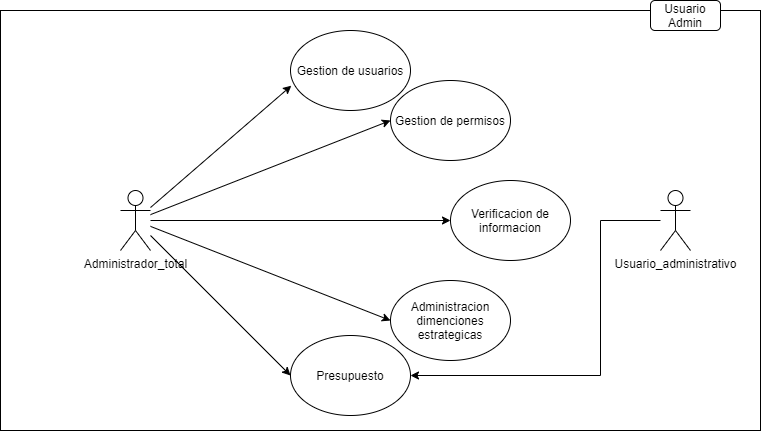 Usuario
Admin
Gestion de usuarios
Gestion de permisos
Verificacion de
informacion
Administrador_total
Usuario_administrativo
Administracion
dimenciones
estrategicas
Presupuesto